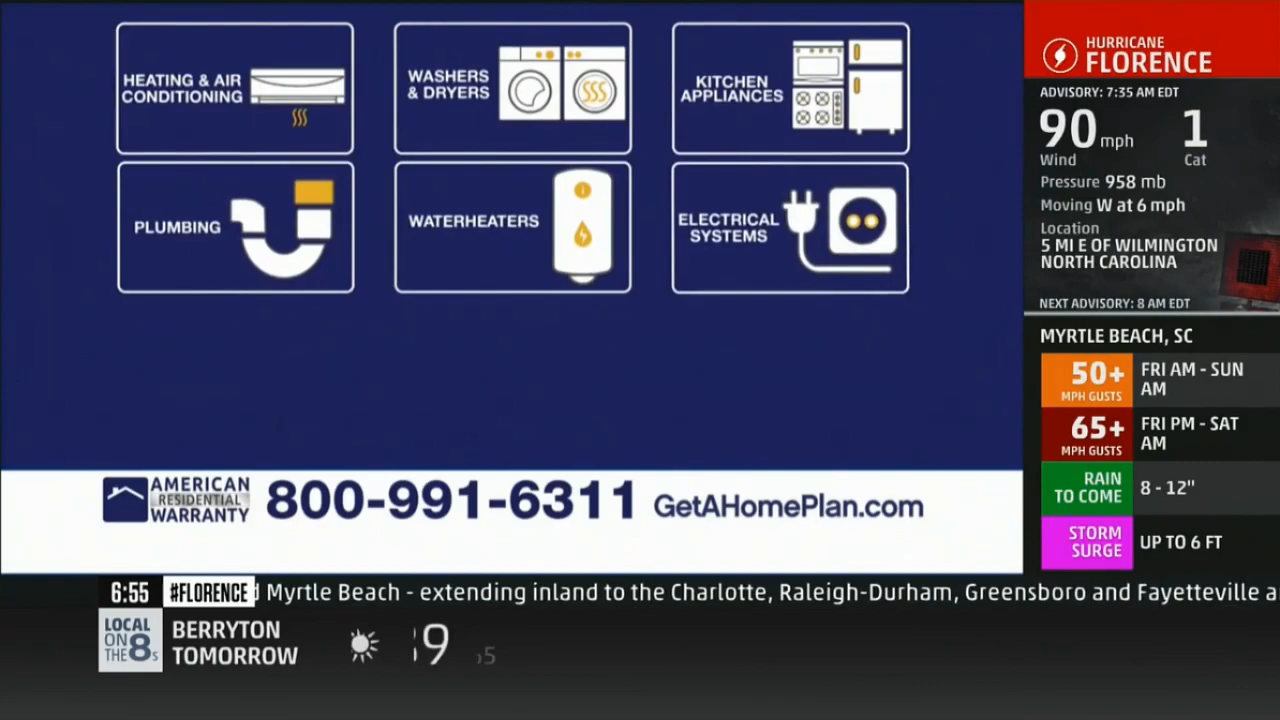 HEATING & AIR
CONDITIONING
WASHERS
& DRYERS
KITCHEN
APPLIANCES
PLUMBING
WATERHEATERS
ELECTRICAL
SYSTEMS
AMERICAN
RESIDENTIAL
WARRANTY
800-991-6311
GetAHomePlan.com
HURRICANE
FLORENCE
ADVISORY: 7:35 AM EDT
90 mph
Wind
1
Cat
Pressure 958 mb
Moving W at 6 mph
Location
5 MI E OF WILMINGTON
NORTH CAROLINA
NEXT ADVISORY: 8 AM EDT
MYRTLE BEACH, SC
50+
MPH GUSTS
FRI AM - SUN
AM
65+
MPH GUSTS
FRI PM - SAT
AM
RAIN
TO COME
8 - 12"
STORM
SURGE
UP TO 6 FT
6:55
#FLORENCE
Myrtle Beach - extending inland to the Charlotte, Raleigh-Durham, Greensboro and Fayetteville
LOCAL
ON
THE 8s
BERRYTON
TOMORROW